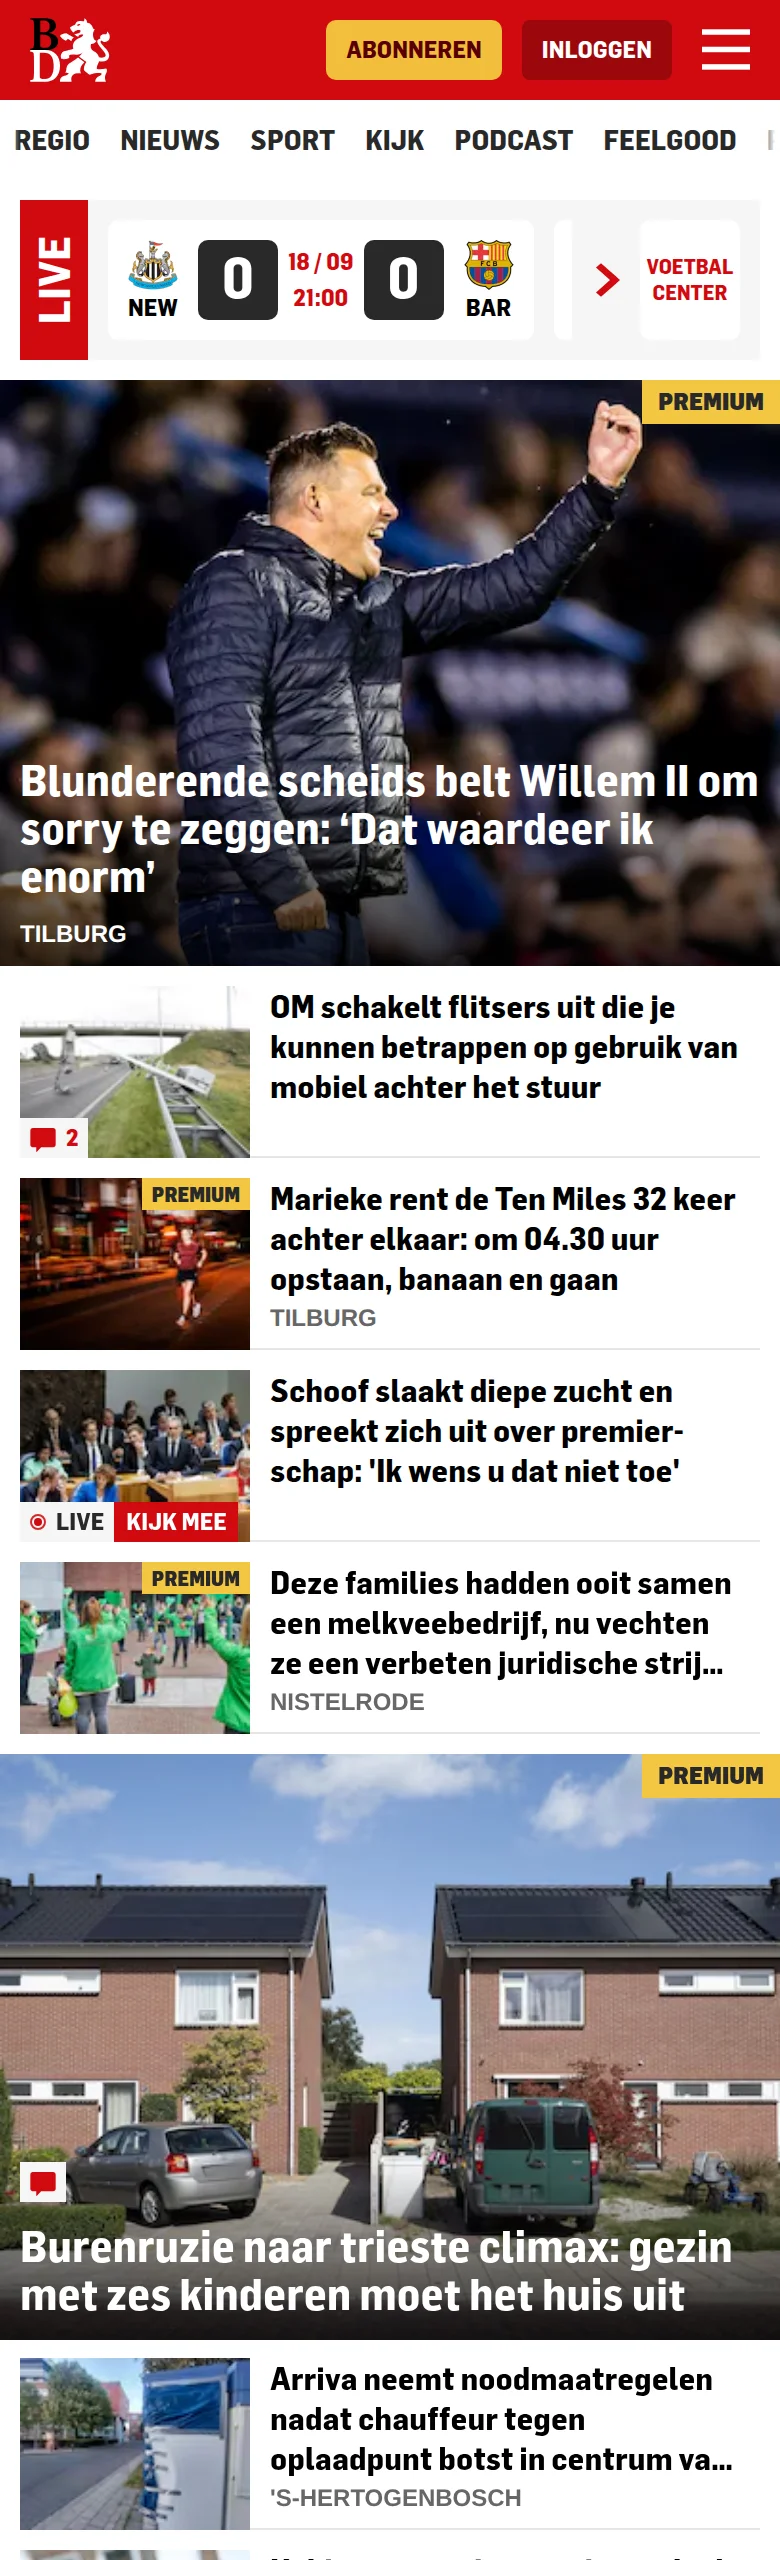 BD
ABONNEREN
INLOGGEN
REGIO NIEUWS SPORT KIJK PODCAST FEELGOOD
LIVE
NEW
0
18 / 09
21:00
0
FCB
BAR
VOETBAL
CENTER
PREMIUM
Blunderende scheids belt Willem II om
sorry te zeggen: ‘Dat waardeer ik
enorm’
TILBURG
OM schakelt flitsers uit die je
kunnen betrappen op gebruik van
mobiel achter het stuur
2
PREMIUM
Marieke rent de Ten Miles 32 keer
achter elkaar: om 04.30 uur
opstaan, banaan en gaan
TILBURG
Schoof slaakt diepe zucht en
spreekt zich uit over premier-
schap: 'Ik wens u dat niet toe'
LIVE KIJK MEE
PREMIUM
Deze families hadden ooit samen
een melkveebedrijf, nu vechten
ze een verbeten juridische strij...
NISTELRODE
PREMIUM
Burenruzie naar trieste climax: gezin
met zes kinderen moet het huis uit
Arriva neemt noodmaatregelen
nadat chauffeur tegen
oplaadpunt botst in centrum va...
'S-HERTOGENBOSCH